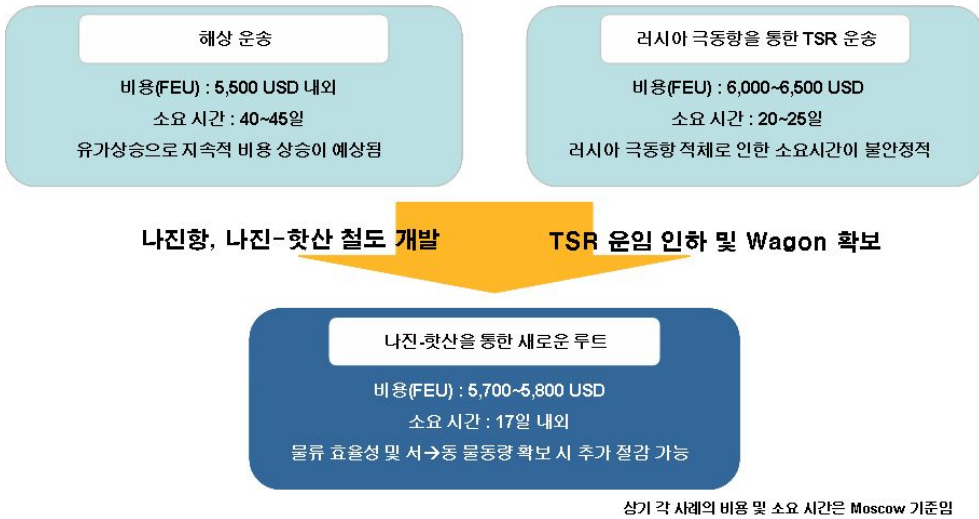 해상 운송
비용(FEU) : 5,500 USD 내외
소요 시간 : 40~45일
유가상승으로 지속적 비용 상승이 예상됨
러시아 극동항을 통한 TSR 운송
비용(FEU) : 6,000~6,500 USD
소요 시간 : 20~25일
러시아 극동항 적체로 인한 소요시간이 불안정적
나진항, 나진-핫산 철도 개발
TSR 운임 인하 및 Wagon 확보
나진-핫산을 통한 새로운 루트
비용(FEU) : 5,700~5,800 USD
소요 시간 : 17일 내외
물류 효율성 및 서→동 물동량 확보 시 추가 절감 가능
상기 각 사례의 비용 및 소요 시간은 Moscow 기준임